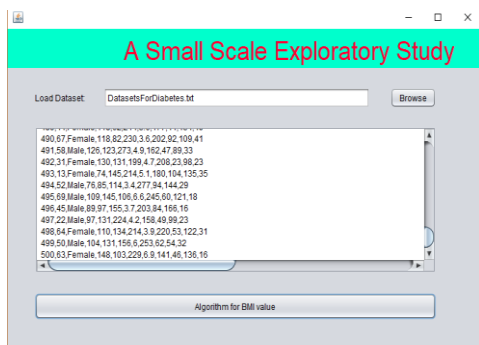 A Small Scale Exploratory Study
Load Dataset: DatasetsForDiabetes.txt Browse
490,67,Female,118,82,230,3.6,202,92,109,41
491,58,Male,126,123,273,4.9,162,47,89,33
492,31,Female,130,131,199,4.7,208,23,98,23
493,13,Female,74,145,214,5.1,180,104,135,35
494,52,Male,76,85,114,3.4,277,94,144,29
495,69,Male,109,145,106,6.6,245,60,121,18
496,45,Male,89,97,155,3.7,203,84,166,16
497,22,Male,97,131,224,4.2,158,49,99,23
498,64,Female,110,134,214,3.9,220,53,122,31
499,50,Male,104,131,156,6,253,62,54,32
500,63,Female,148,103,229,6.9,141,46,136,16
Algorithm for BMI value